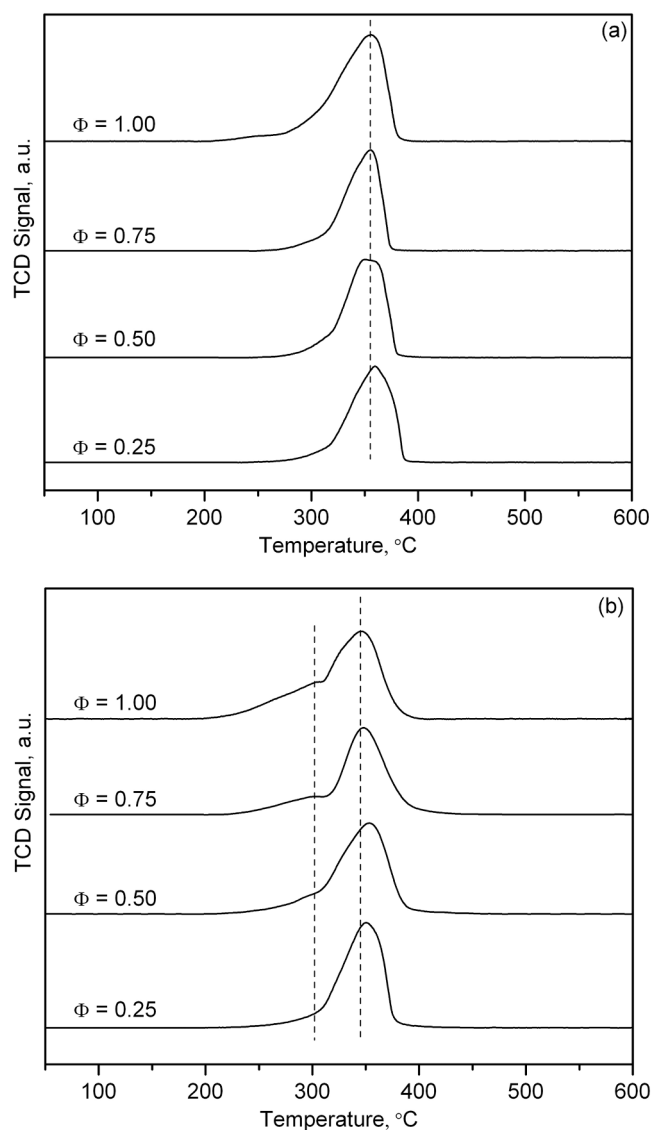 (a)
Φ = 1.00
Φ = 0.75
Φ = 0.50
Φ = 0.25
TCD Signal, a.u.
100 200 300 400 500 600
Temperature, °C
(b)
Φ = 1.00
Φ = 0.75
Φ = 0.50
Φ = 0.25
TCD Signal, a.u.
100 200 300 400 500 600
Temperature, °C